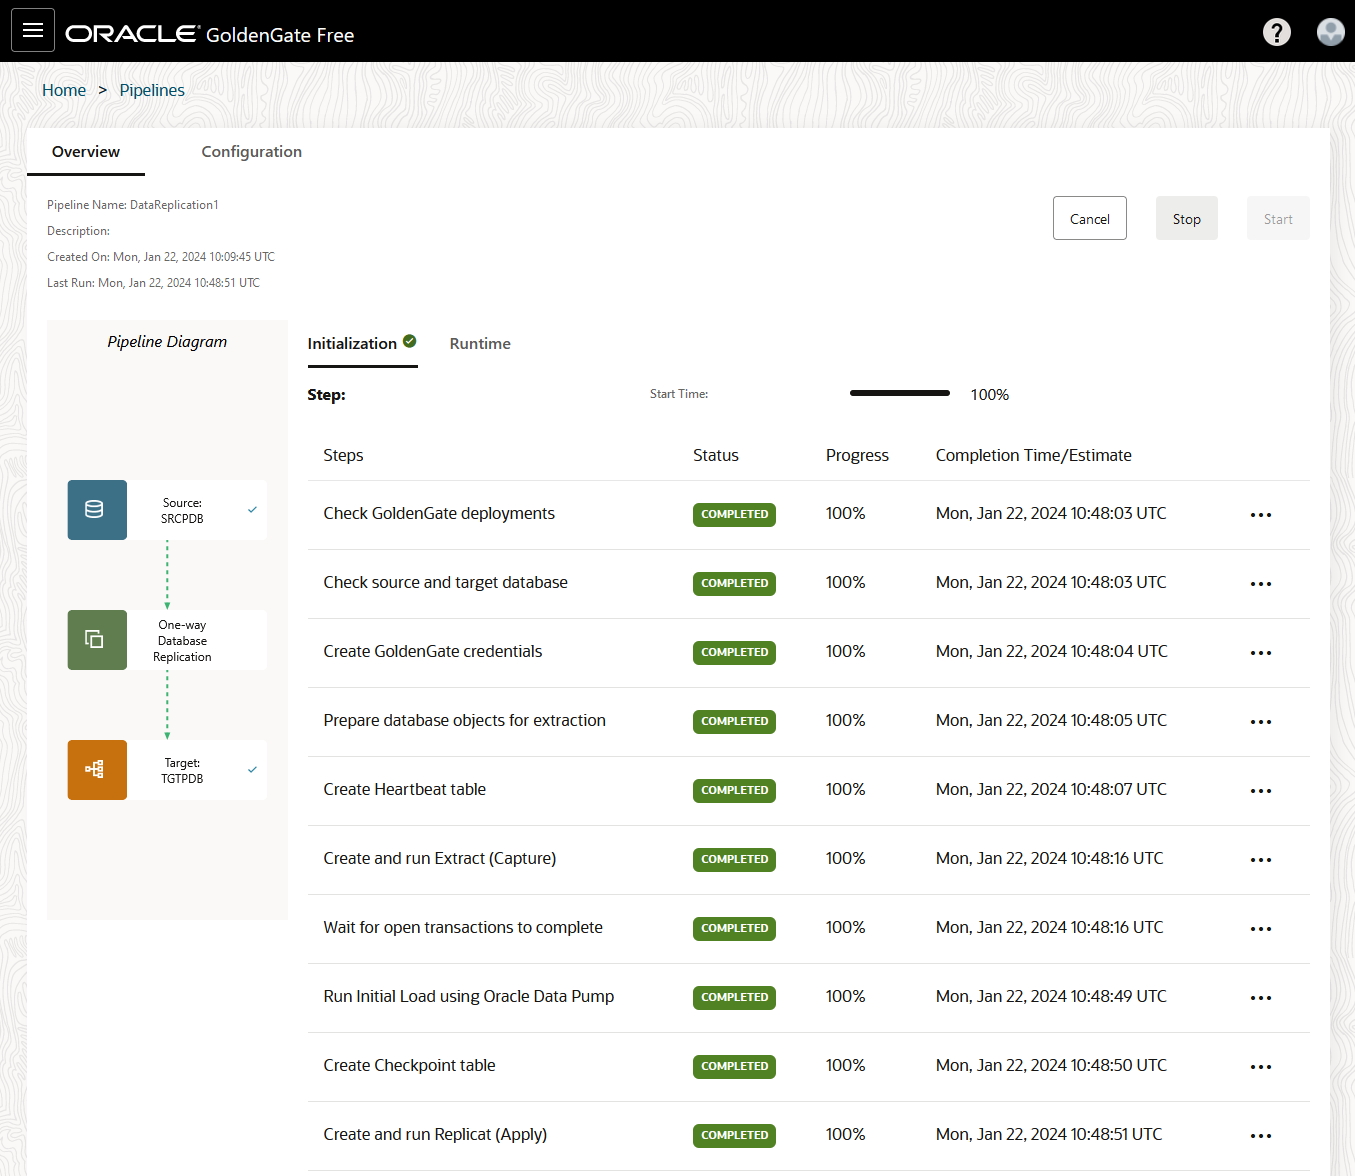 ORACLE GoldenGate Free
?
Home > Pipelines
Overview Configuration
Pipeline Name: DataReplication1
Description:
Created On: Mon, Jan 22, 2024 10:09:45 UTC
Last Run: Mon, Jan 22, 2024 10:48:51 UTC
Cancel Stop Start
Pipeline Diagram
Source:
SRCPDB
One-way
Database
Replication
Target:
TGTPDB
Initialization Runtime
Step: Start Time: 100%
Steps Status Progress Completion Time/Estimate
Check GoldenGate deployments COMPLETED 100% Mon, Jan 22, 2024 10:48:03 UTC
Check source and target database COMPLETED 100% Mon, Jan 22, 2024 10:48:03 UTC
Create GoldenGate credentials COMPLETED 100% Mon, Jan 22, 2024 10:48:04 UTC
Prepare database objects for extraction COMPLETED 100% Mon, Jan 22, 2024 10:48:05 UTC
Create Heartbeat table COMPLETED 100% Mon, Jan 22, 2024 10:48:07 UTC
Create and run Extract (Capture) COMPLETED 100% Mon, Jan 22, 2024 10:48:16 UTC
Wait for open transactions to complete COMPLETED 100% Mon, Jan 22, 2024 10:48:16 UTC
Run Initial Load using Oracle Data Pump COMPLETED 100% Mon, Jan 22, 2024 10:48:49 UTC
Create Checkpoint table COMPLETED 100% Mon, Jan 22, 2024 10:48:50 UTC
Create and run Replicat (Apply) COMPLETED 100% Mon, Jan 22, 2024 10:48:51 UTC